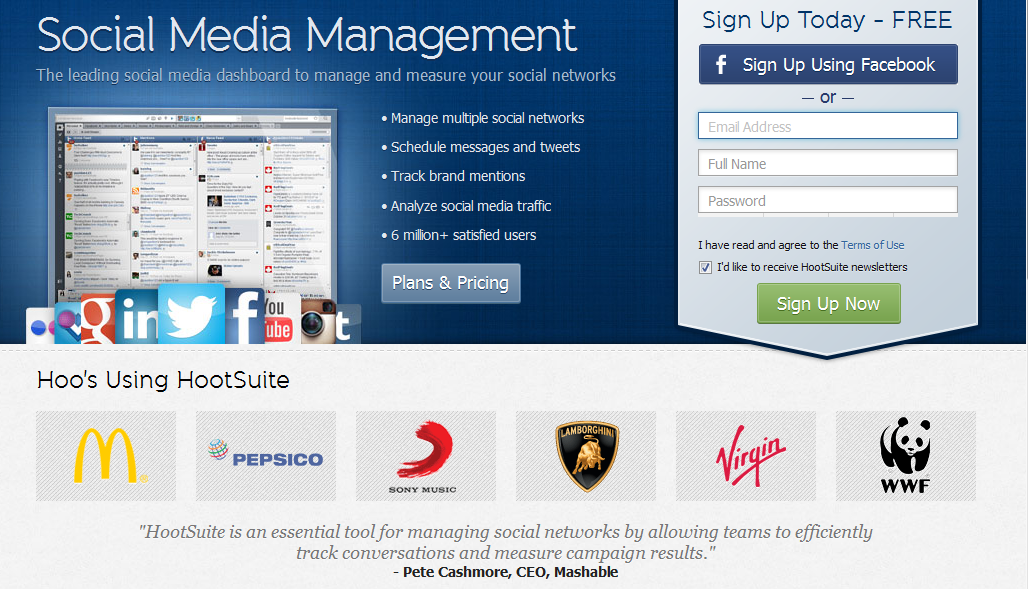 Social Media Management
The leading social media dashboard to manage and measure your social networks
• Manage multiple social networks
• Schedule messages and tweets
• Track brand mentions
• Analyze social media traffic
• 6 million+ satisfied users
Plans & Pricing
in
f
You
Tube
t
Sign Up Today - FREE
f Sign Up Using Facebook
— or —
Email Address
Full Name
Password
I have read and agree to the Terms of Use
I'd like to receive HootSuite newsletters
Sign Up Now
Hoo's Using HootSuite
PEPSICO
SONY MUSIC
LAMBORGHINI
Virgin
WWF
"HootSuite is an essential tool for managing social networks by allowing teams to efficiently
track conversations and measure campaign results."
- Pete Cashmore, CEO, Mashable